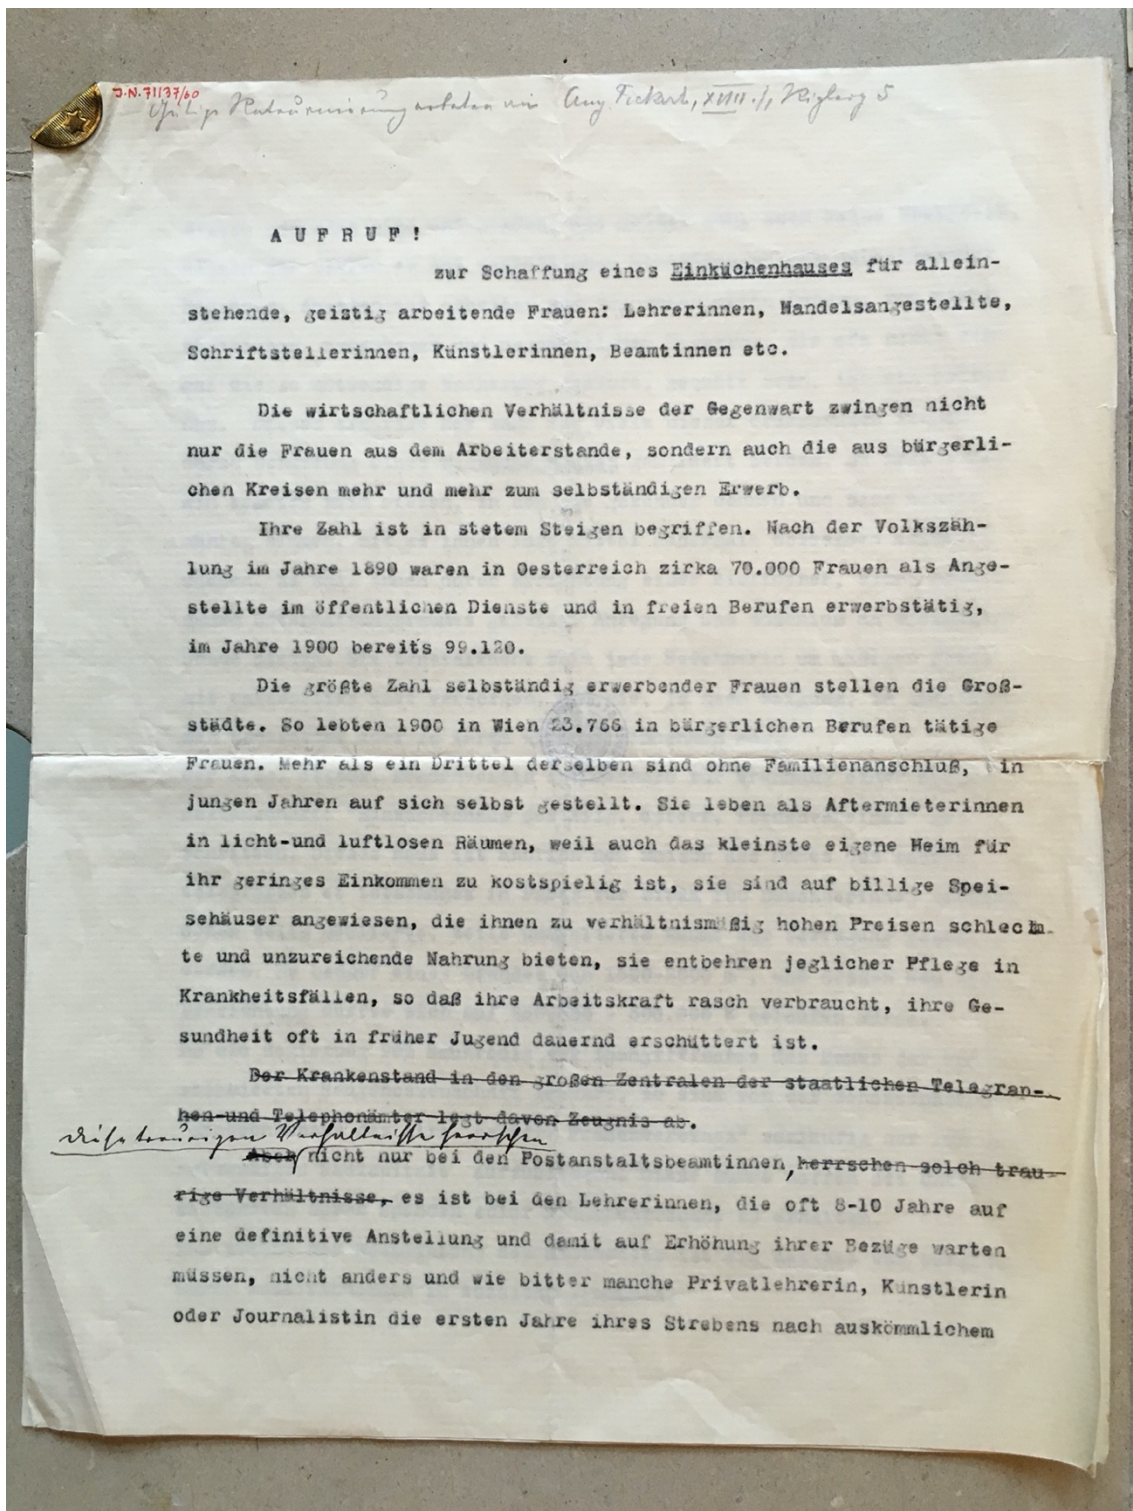 J.N. 71137/60
Gütige Retournierung erbeten an Aug. Fickert, XVIII./1,
A U F R U F !
zur Schaffung eines Einküchenhauses für allein-
stehende, geistig arbeitende Frauen: Lehrerinnen, Handelsangestellte,
Schriftstellerinnen, Künstlerinnen, Beamtinnen etc.
Die wirtschaftlichen Verhältnisse der Gegenwart zwingen nicht
nur die Frauen aus dem Arbeiterstande, sondern auch die aus bürgerli-
chen Kreisen mehr und mehr zum selbständigen Erwerb.
Ihre Zahl ist in stetem Steigen begriffen. Nach der Volkszäh-
lung im Jahre 1890 waren in Oesterreich zirka 70.000 Frauen als Ange-
stellte im öffentlichen Dienste und in freien Berufen erwerbstätig,
im Jahre 1900 bereits 99.120.
Die größte Zahl selbständig erwerbender Frauen stellen die Groß-
städte. So lebten 1900 in Wien 23.766 in bürgerlichen Berufen tätige
Frauen. Mehr als ein Drittel derselben sind ohne Familienanschluß, in
jungen Jahren auf sich selbst gestellt. Sie leben als Aftermieterinnen
in licht-und luftlosen Räumen, weil auch das kleinste eigene Heim für
ihr geringes Einkommen zu kostspielig ist, sie sind auf billige Spei-
sehäuser angewiesen, die ihnen zu verhältnismäßig hohen Preisen schlech-
te und unzureichende Nahrung bieten, sie entbehren jeglicher Pflege in
Krankheitsfällen, so daß ihre Arbeitskraft rasch verbraucht, ihre Ge-
sundheit oft in früher Jugend dauernd erschüttert ist.
Der Krankenstand in den großen Zentralen der staatlichen Telegrap-
hen-und Telephonämter legt davon Zeugnis ab.
diese traurigen Verhältnisse herrschen
Aber nicht nur bei den Postanstaltsbeamtinnen, herrschen solch trau-
rige Verhältnisse, es ist bei den Lehrerinnen, die oft 8-10 Jahre auf
eine definitive Anstellung und damit auf Erhöhung ihrer Bezüge warten
müssen, nicht anders und wie bitter manche Privatlehrerin, Künstlerin
oder Journalistin die ersten Jahre ihres Strebens nach auskömmlichem